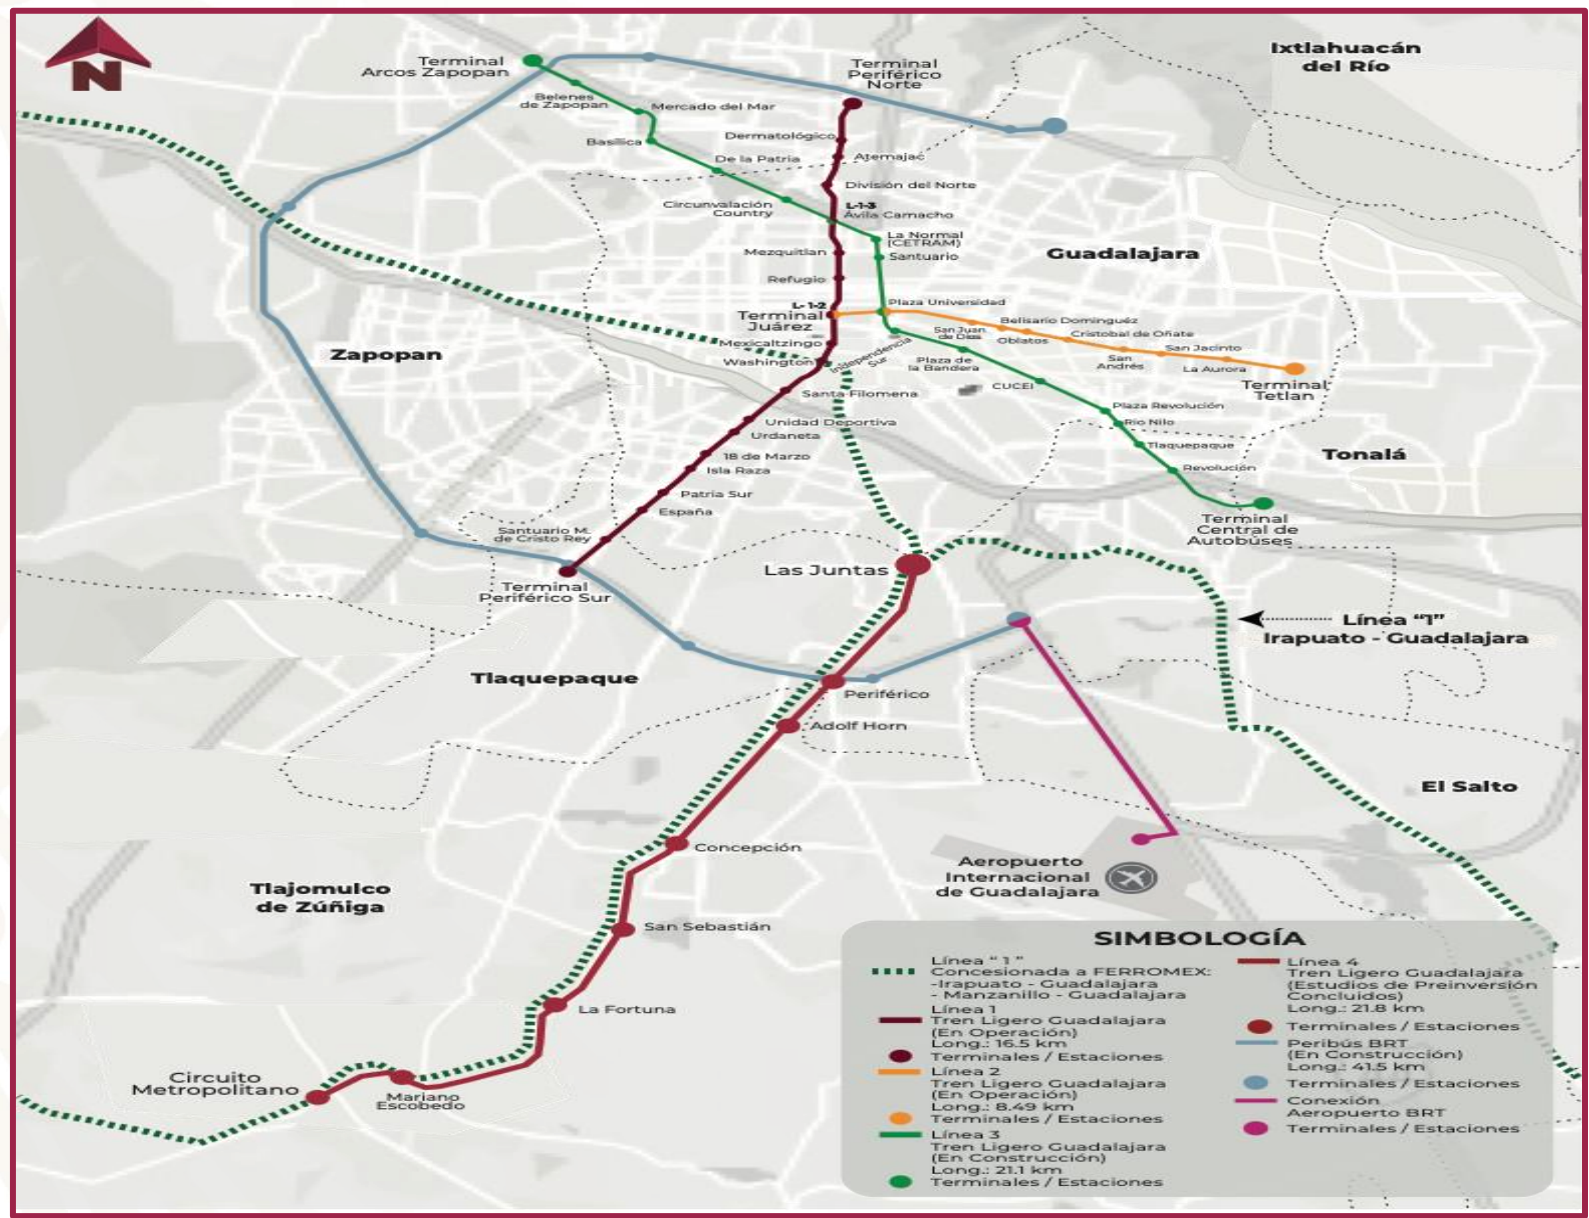 N
Terminal
Arcos Zapopan
Terminal
Periférico
Norte
Ixtlahuacán
del Río
Belenes
de Zapopan
Mercado del Mar
Basílica
Dermatológico
Atemajac
De la Patria
División del Norte
Circunvalación
Country
L-1-3
Ávila Camacho
La Normal
(CETRAM)
Mezquitlan
Santuario
Guadalajara
Refugio
L- 1-2
Terminal
Juárez
Plaza Universidad
San Juan
de Dios
Belisario Dominguéz
Oblatos
Cristobal de Oñate
San
Andrés
San Jacinto
La Aurora
Terminal
Tetlan
Zapopan
Mexicaltzingo
Washington
Independencia
Sur
Plaza de
la Bandera
CUCEI
Santa Filomena
Plaza Revolución
Unidad Deportiva
Urdaneta
Río Nilo
Tlaquepaque
Tonalá
18 de Marzo
Isla Raza
Revolución
Patria Sur
España
Santuario M.
de Cristo Rey
Terminal
Central de
Autobúses
Terminal
Periférico Sur
Las Juntas
Línea “1”
Irapuato - Guadalajara
Tlaquepaque
Periférico
Adolf Horn
El Salto
Concepción
Aeropuerto
Internacional
de Guadalajara
Tlajomulco
de Zúñiga
San Sebastián
La Fortuna
Circuito
Metropolitano
Mariano
Escobedo
SIMBOLOGÍA
Línea “ 1 ”
Concesionada a FERROMEX:
-Irapuato - Guadalajara
- Manzanillo - Guadalajara
Línea 1
Tren Ligero Guadalajara
(En Operación)
Long.: 16.5 km
Terminales / Estaciones
Línea 2
Tren Ligero Guadalajara
(En Operación)
Long.: 8.49 km
Terminales / Estaciones
Línea 3
Tren Ligero Guadalajara
(En Construcción)
Long.: 21.1 km
Terminales / Estaciones
Línea 4
Tren Ligero Guadalajara
(Estudios de Preinversión
Concluidos)
Long.: 21.8 km
Terminales / Estaciones
Peribús BRT
(En Construcción)
Long.: 41.5 km
Terminales / Estaciones
Conexión
Aeropuerto BRT
Terminales / Estaciones